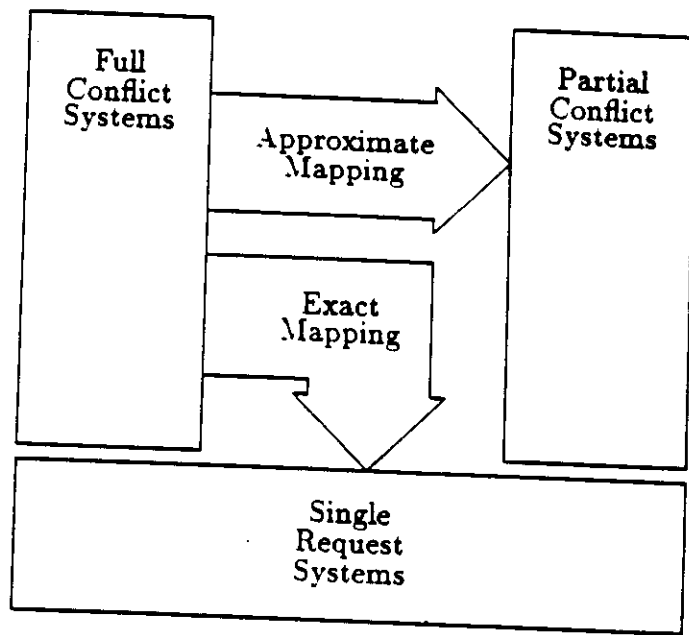 Full
Conflict
Systems
Approximate
Mapping
Partial
Conflict
Systems
Exact
Mapping
Single
Request
Systems